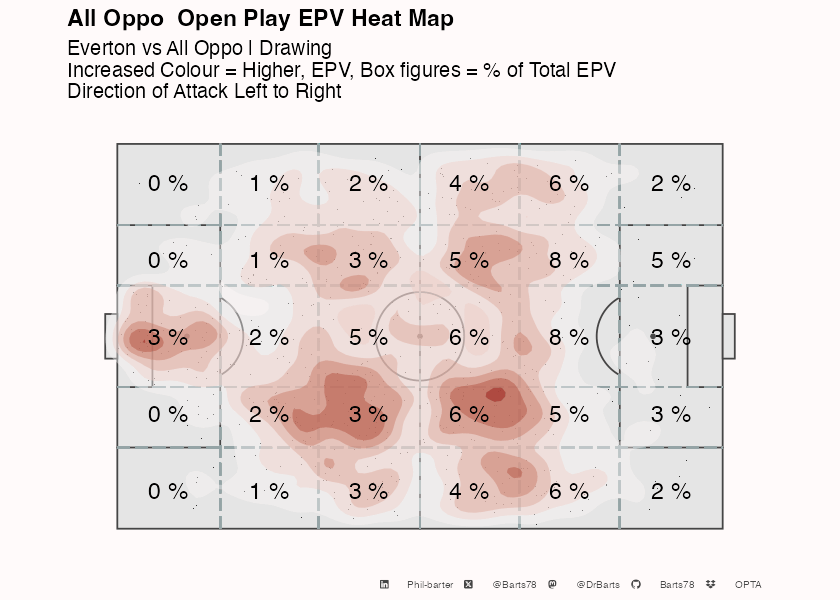 All Oppo  Open Play EPV Heat Map
Everton vs All Oppo I Drawing
Increased Colour = Higher, EPV, Box figures = % of Total EPV
Direction of Attack Left to Right
0 % 1 % 2 % 4 % 6 % 2 %
0 % 1 % 3 % 5 % 8 % 5 %
3 % 2 % 5 % 6 % 8 % 3 %
0 % 2 % 3 % 6 % 5 % 3 %
0 % 1 % 3 % 4 % 6 % 2 %
Phil-barter @Barts78 @DrBarts Barts78 OPTA